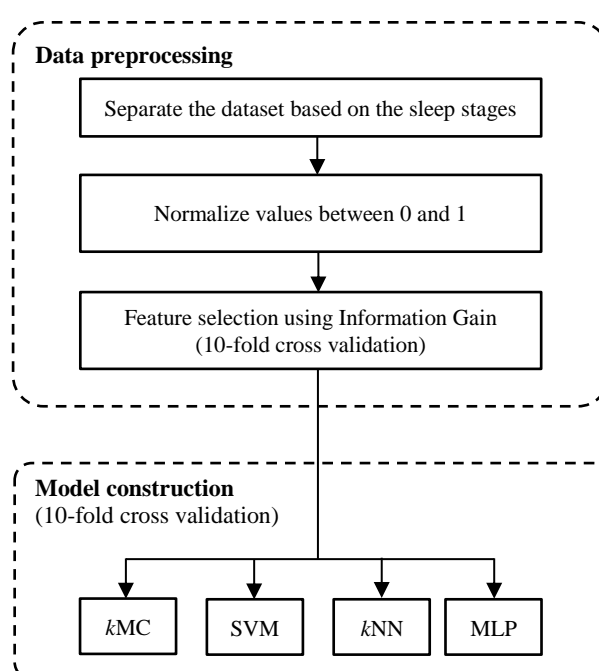 Data preprocessing
Separate the dataset based on the sleep stages
Normalize values between 0 and 1
Feature selection using Information Gain
(10-fold cross validation)
Model construction
(10-fold cross validation)
kMC
SVM
kNN
MLP